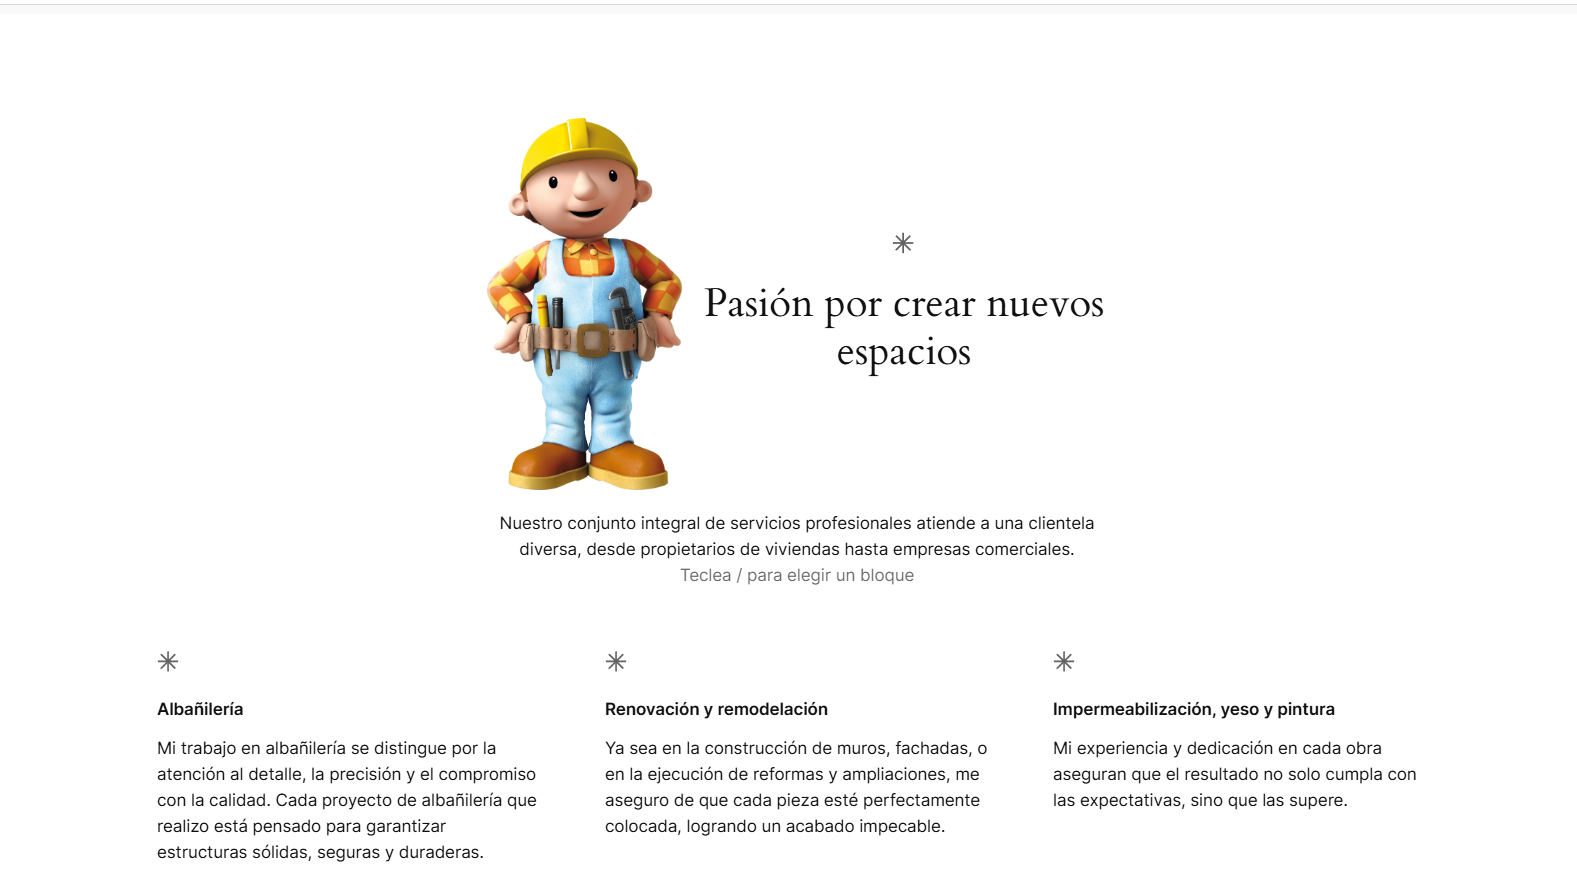 Pasión por crear nuevos
espacios
Nuestro conjunto integral de servicios profesionales atiende a una clientela
diversa, desde propietarios de viviendas hasta empresas comerciales.
Teclea / para elegir un bloque
Albañilería
Mi trabajo en albañilería se distingue por la
atención al detalle, la precisión y el compromiso
con la calidad. Cada proyecto de albañilería que
realizo está pensado para garantizar
estructuras sólidas, seguras y duraderas.
Renovación y remodelación
Ya sea en la construcción de muros, fachadas, o
en la ejecución de reformas y ampliaciones, me
aseguro de que cada pieza esté perfectamente
colocada, logrando un acabado impecable.
Impermeabilización, yeso y pintura
Mi experiencia y dedicación en cada obra
aseguran que el resultado no solo cumpla con
las expectativas, sino que las supere.